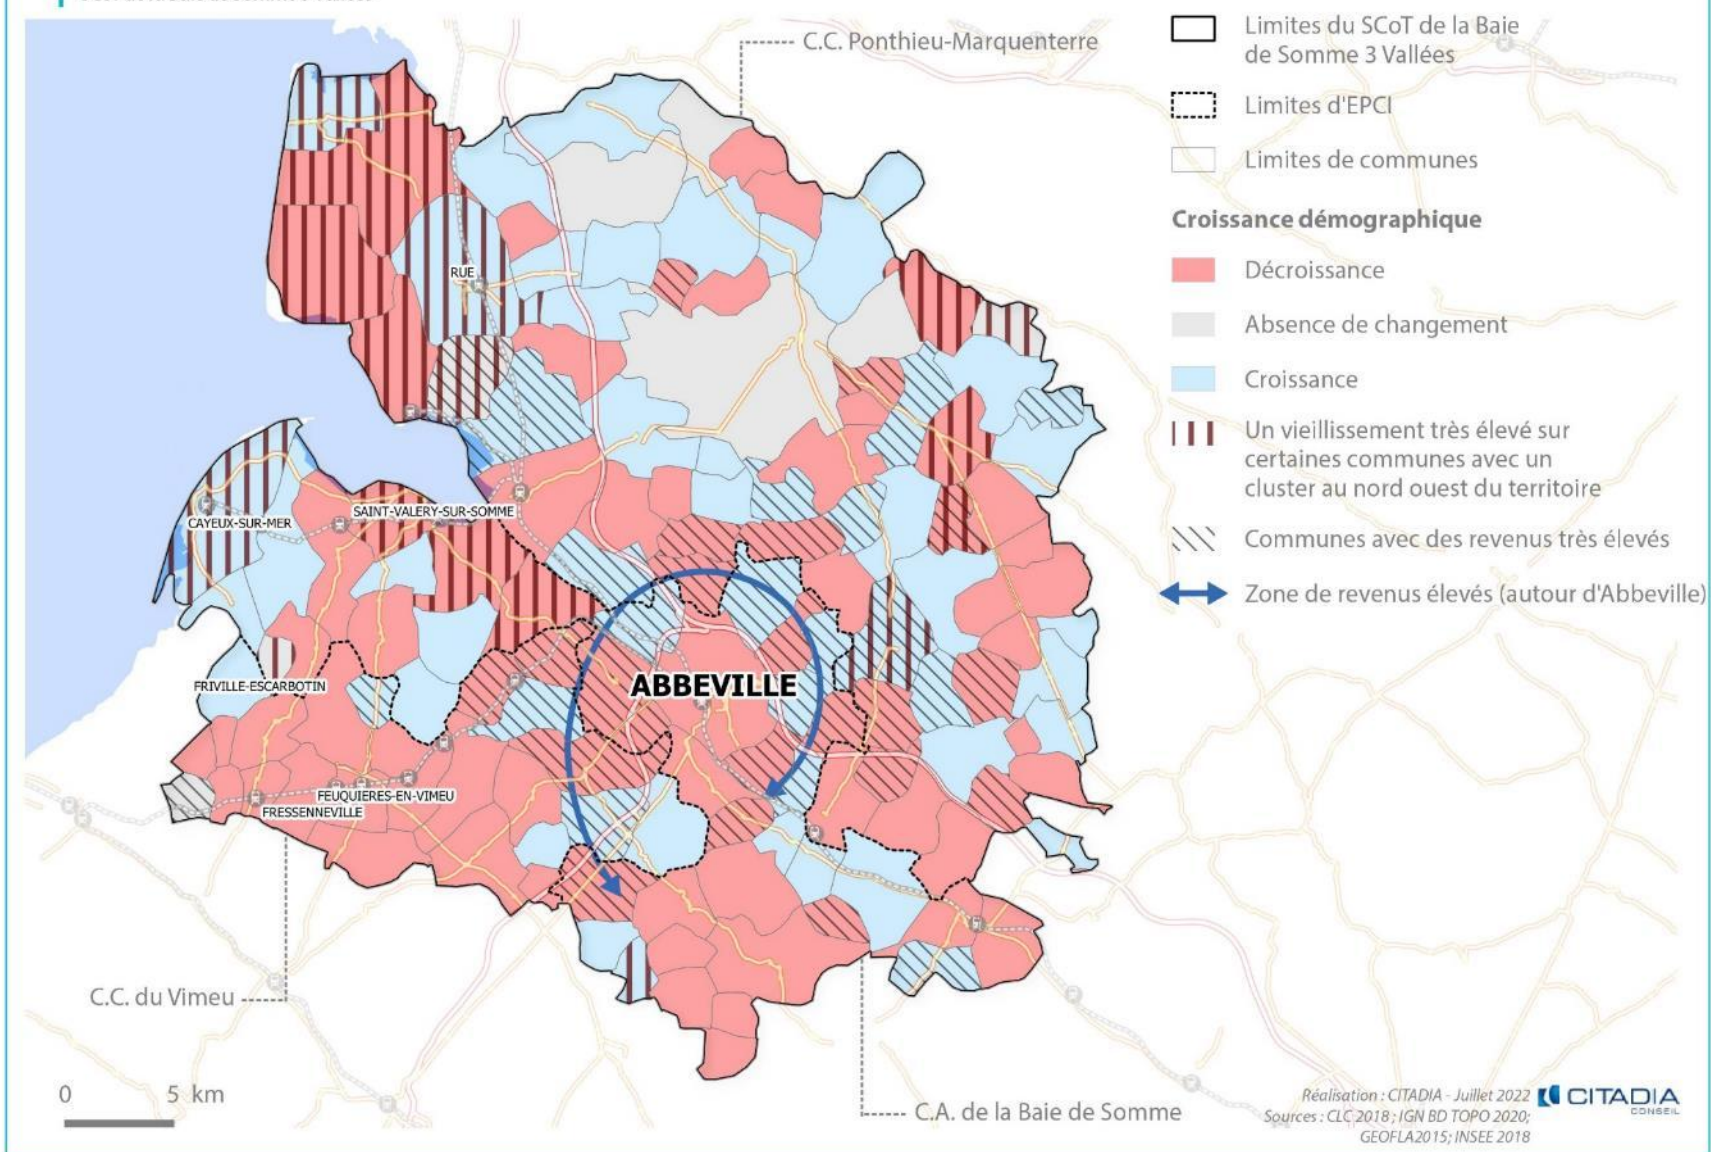 C.C. Ponthieu-Marquenterre
Limites du SCoT de la Baie
de Somme 3 Vallées
Limites d'EPCI
Limites de communes
Croissance démographique
Décroissance
Absence de changement
Croissance
Un vieillissement très élevé sur
certaines communes avec un
cluster au nord ouest du territoire
Communes avec des revenus très élevés
Zone de revenus élevés (autour d'Abbeville)
RUE
CAYEUX-SUR-MER
SAINT-VALERY-SUR-SOMME
FRIVILLE-ESCARBOTIN
ABBEVILLE
FEUQUIERES-EN-VIMEU
FRESSENNEVILLE
C.C. du Vimeu
C.A. de la Baie de Somme
0 5 km
Réalisation : CITADIA - Juillet 2022
Sources : CLC 2018 ; IGN BD TOPO 2020;
GEOFLA2015; INSEE 2018
CITADIA
CONSEIL